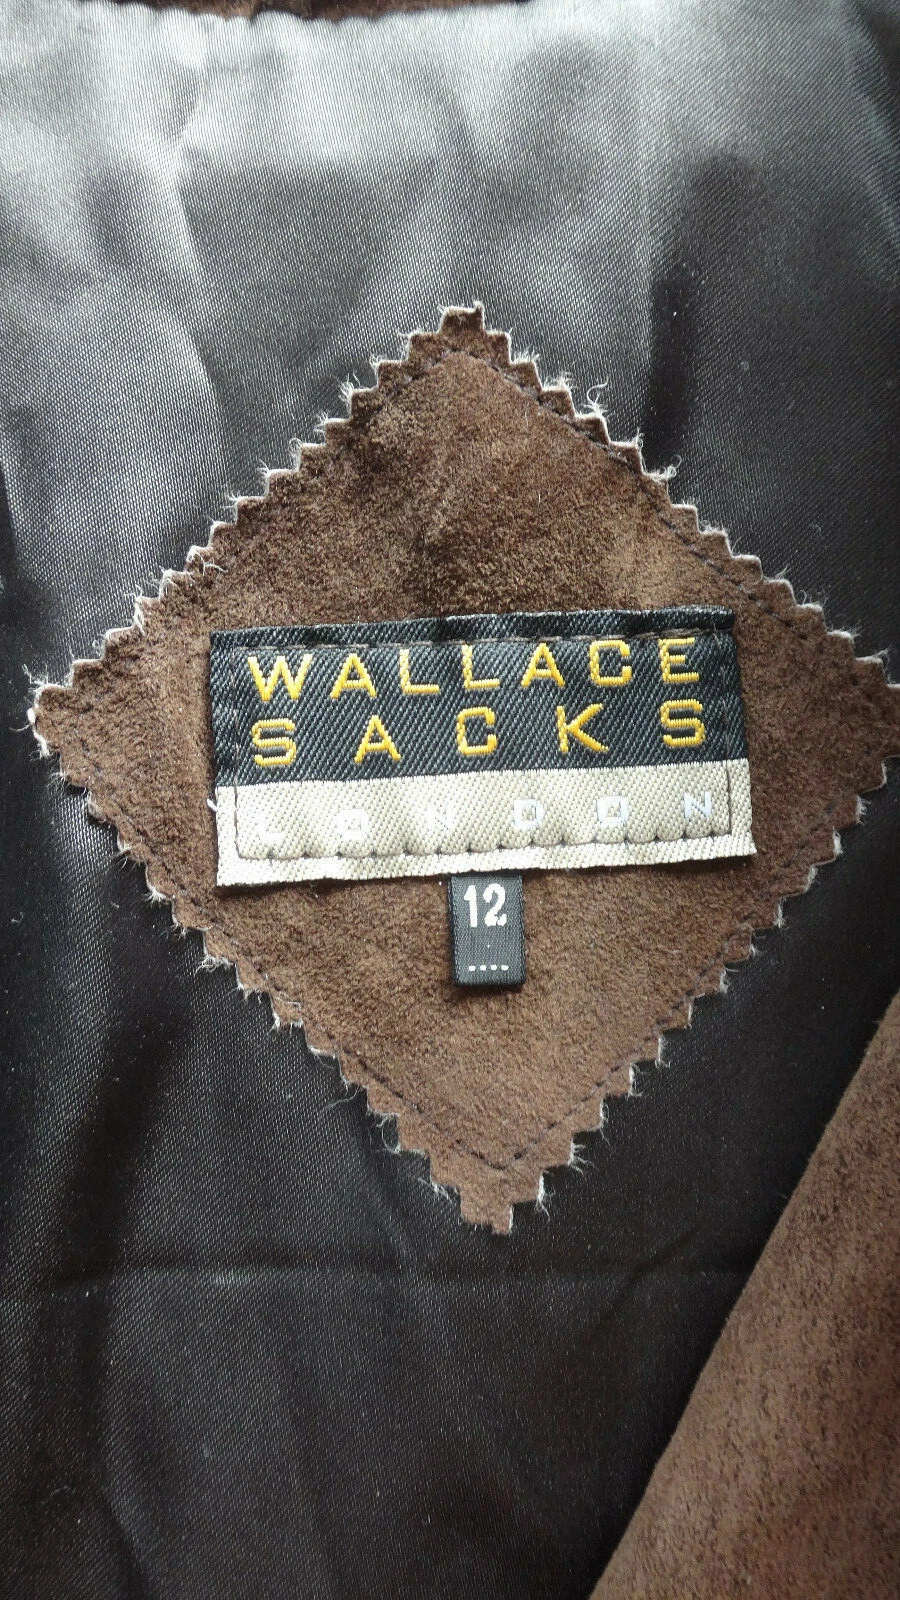 WALLACE
SACKS
LONDON
12
....